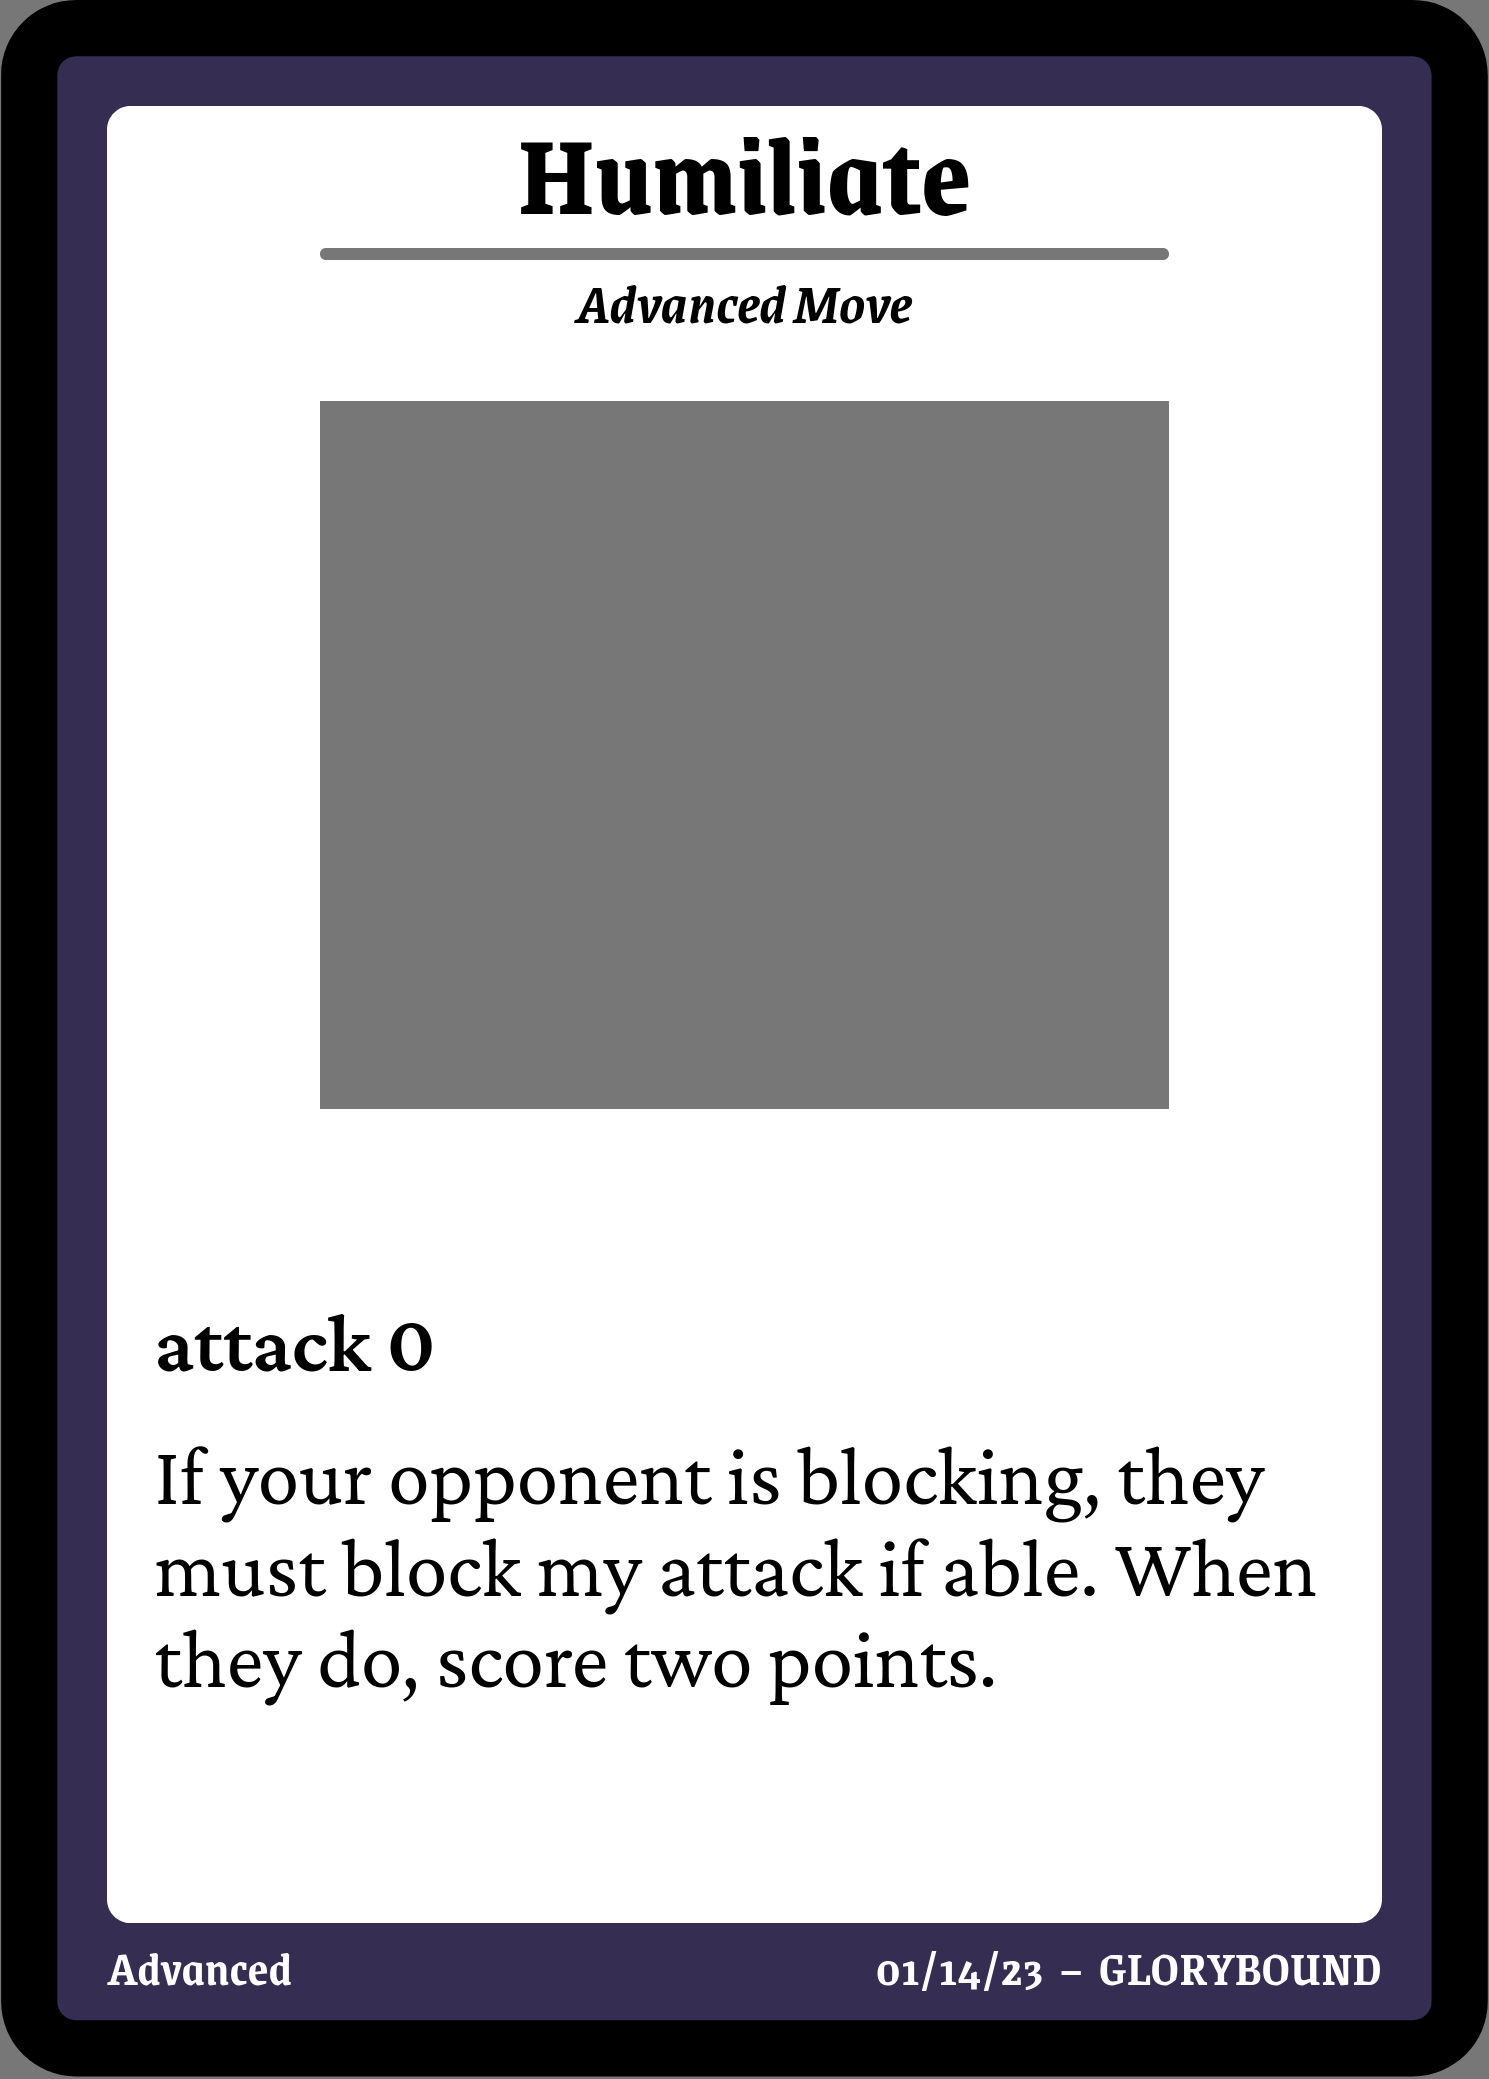 Humiliate
Advanced Move
attack 0
If your opponent is blocking, they
must block my attack if able. When
they do, score two points.
Advanced
01/14/23 – GLORYBOUND